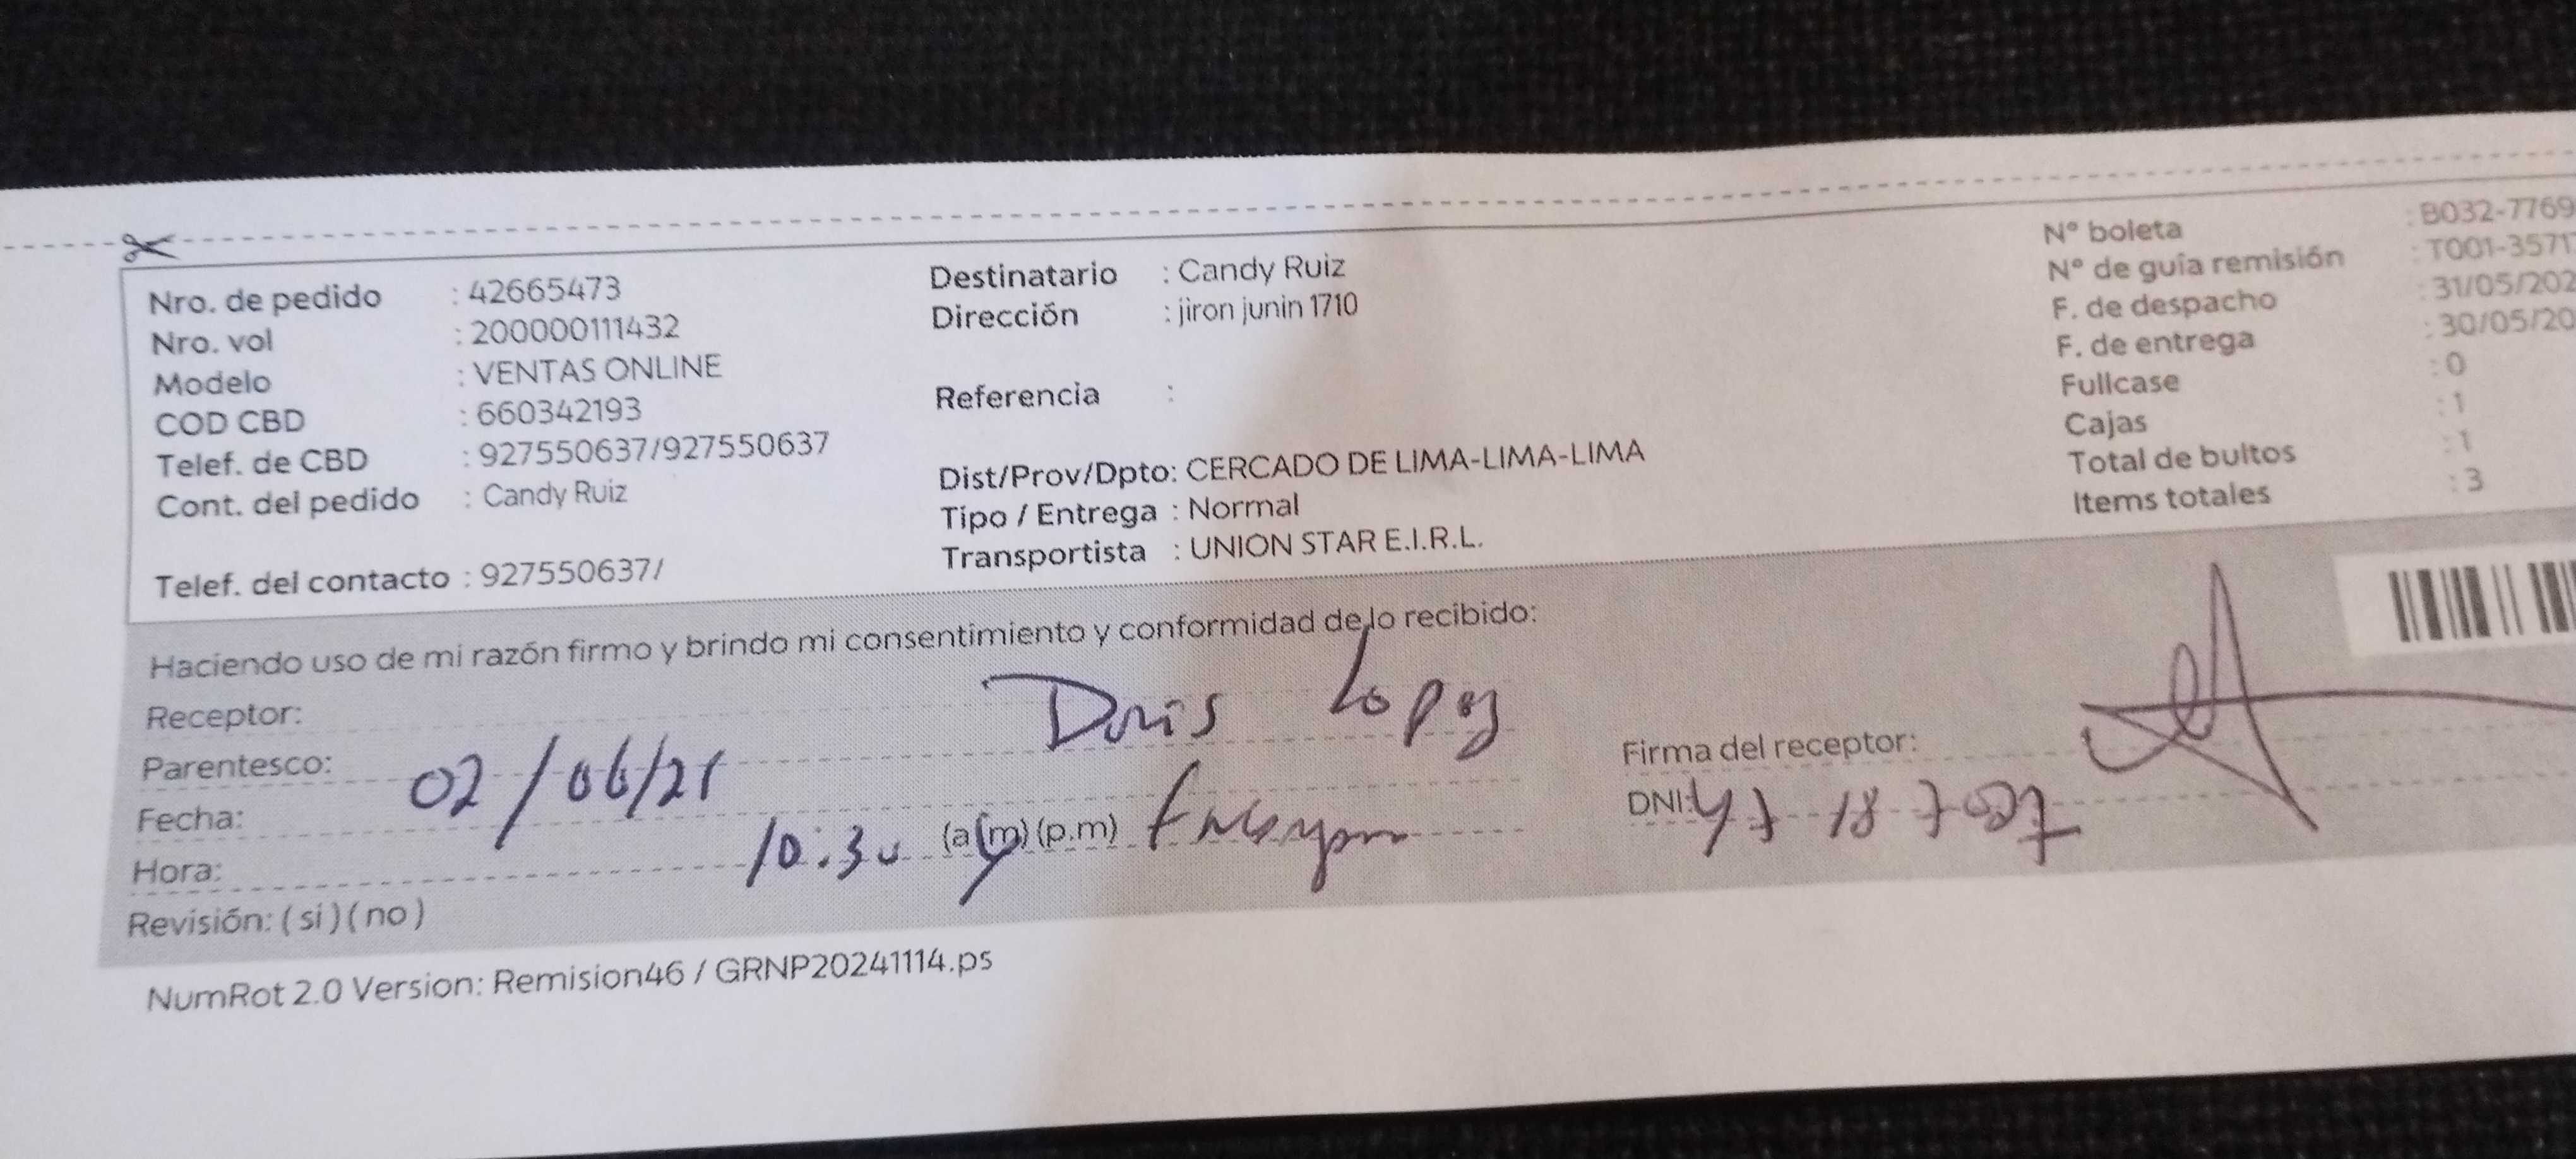 Nro. de pedido : 42665473
Nro. vol : 200000111432
Modelo : VENTAS ONLINE
COD CBD : 660342193
Telef. de CBD : 927550637/927550637
Cont. del pedido : Candy Ruiz
Telef. del contacto : 927550637/
Destinatario : Candy Ruiz
Dirección : jiron junin 1710
Referencia :
Dist/Prov/Dpto: CERCADO DE LIMA-LIMA-LIMA
Tipo / Entrega : Normal
Transportista : UNION STAR E.I.R.L.
N° boleta : B032-7769
N° de guía remisión : T001-3571
F. de despacho : 31/05/202
F. de entrega : 30/05/20
Fullcase : 0
Cajas : 1
Total de bultos : 1
Items totales : 3
Haciendo uso de mi razón firmo y brindo mi consentimiento y conformidad de lo recibido:
Receptor: Doris Lopez
Parentesco:
Fecha: 02/06/25
Hora: 10:30 (a.m) (p.m)
Revisión: ( si ) ( no )
Firma del receptor:
DNI:
NumRot 2.0 Version: Remision46 / GRNP20241114.ps